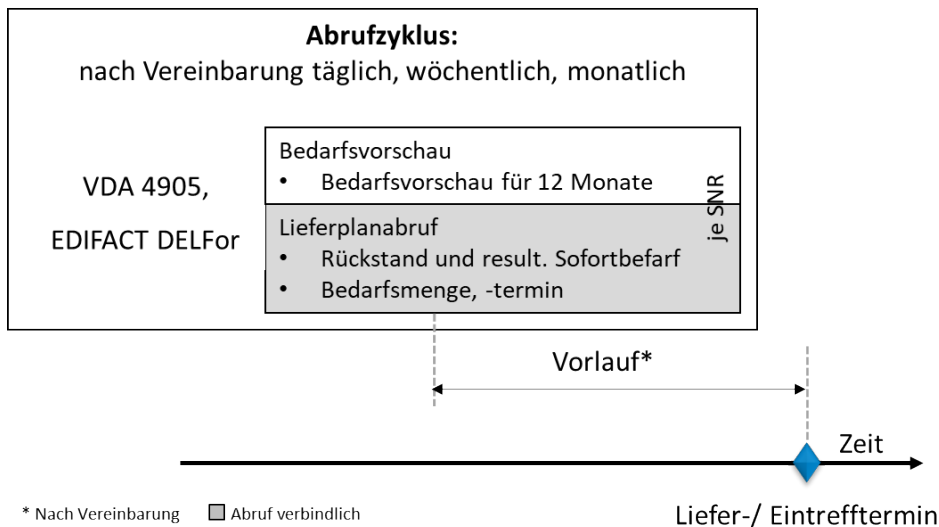 Abrufzyklus:
nach Vereinbarung täglich, wöchentlich, monatlich
VDA 4905,
EDIFACT DELFor
Bedarfsvorschau
• Bedarfsvorschau für 12 Monate
Lieferplanabruf
• Rückstand und result. Sofortbefarf
• Bedarfsmenge, -termin
je SNR
Vorlauf*
Zeit
Liefer-/ Eintrefftermin
* Nach Vereinbarung
Abruf verbindlich